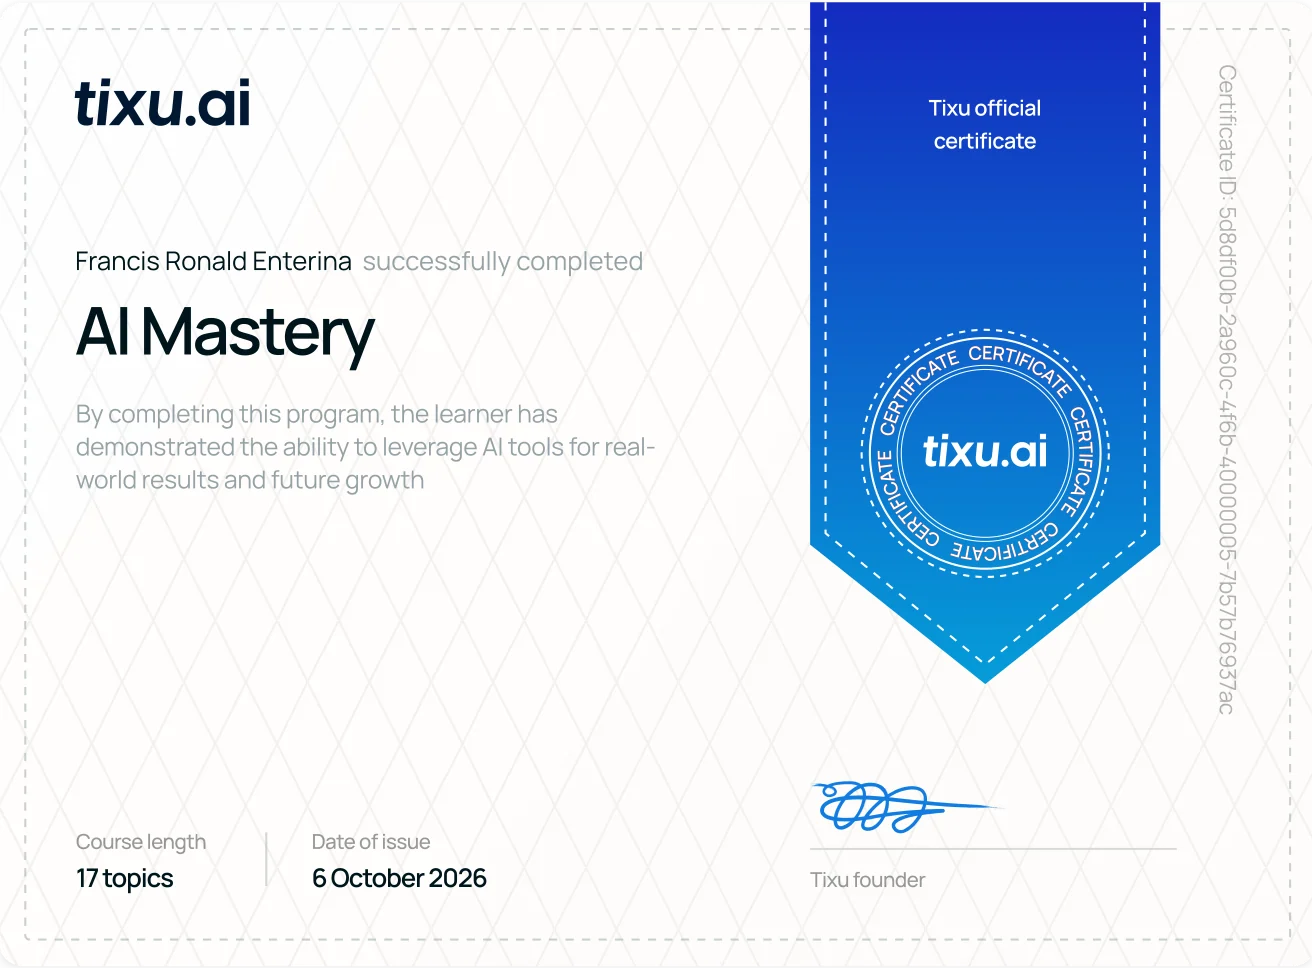 tixu.ai
Tixu official
certificate
Francis Ronald Enterina successfully completed
AI Mastery
By completing this program, the learner has
demonstrated the ability to leverage AI tools for real-
world results and future growth
CERTIFICATE CERTIFICATE CERTIFICATE CERTIFICATE CERTIFICATE CERTIFICATE
tixu.ai
Certificate ID: 5d8df00b-2a960c-4f6b-40000005-7b57b76937ac
Course length
17 topics
Date of issue
6 October 2026
Tixu founder